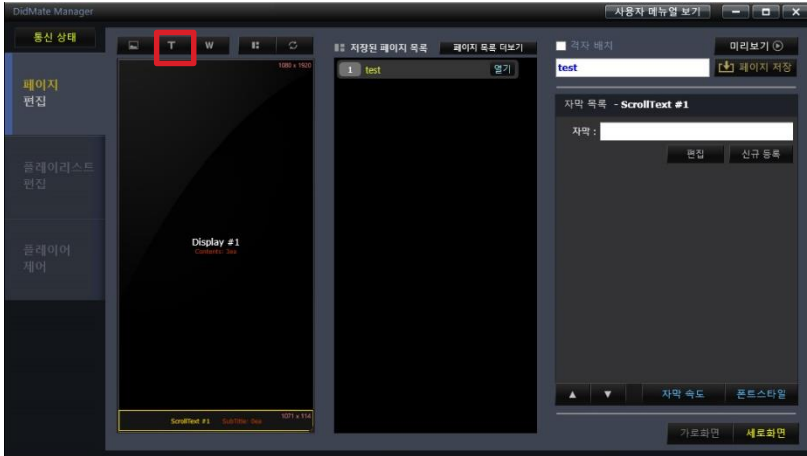 DidMate Manager
사용자 메뉴얼 보기
통신 상태
T
W
저장된 페이지 목록
페이지 목록 더보기
격자 배치
미리보기
1080 x 1920
1
test
열기
test
페이지 저장
페이지
편집
자막 목록 - ScrollText #1
자막 :
편집
신규 등록
플레이리스트
편집
Display #1
Contents: 3ea
플레이어
제어
자막 속도
폰트스타일
ScrollText #1
SubTitle: 0ea
1071 x 114
가로화면
세로화면